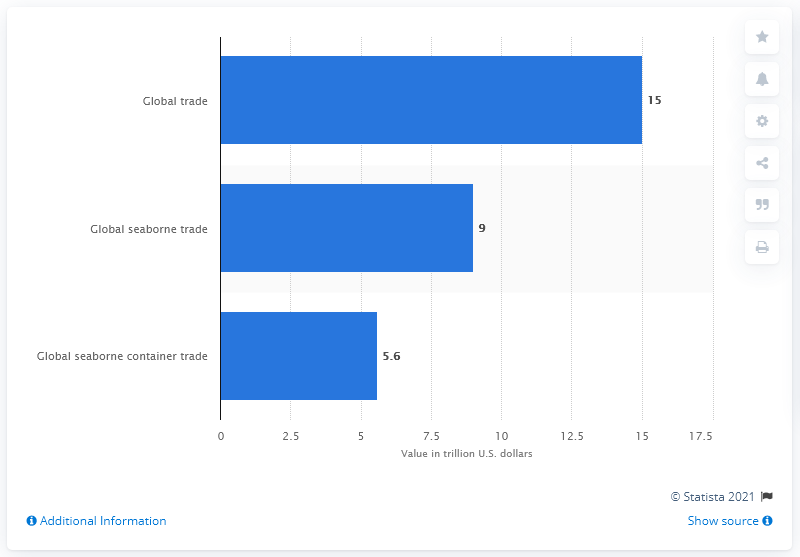 Global trade
15
Global seaborne trade
9
Global seaborne container trade
5.6
0 2.5 5 7.5 10 12.5 15 17.5
Value in trillion U.S. dollars
© Statista 2021
Additional Information
Show source